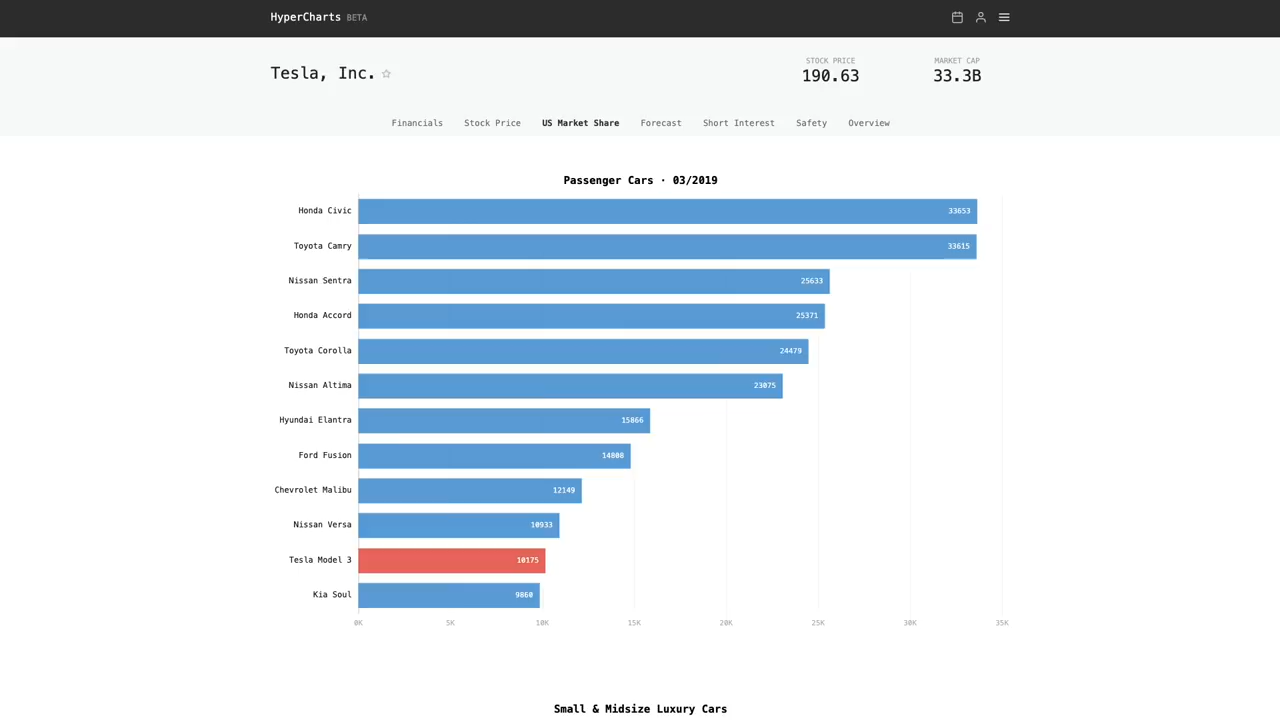 HyperCharts BETA
Tesla, Inc.
STOCK PRICE
190.63
MARKET CAP
33.3B
Financials Stock Price US Market Share Forecast Short Interest Safety Overview
Passenger Cars · 03/2019
Honda Civic 33653
Toyota Camry 33615
Nissan Sentra 25633
Honda Accord 25371
Toyota Corolla 24479
Nissan Altima 23075
Hyundai Elantra 15866
Ford Fusion 14808
Chevrolet Malibu 12149
Nissan Versa 10933
Tesla Model 3 10175
Kia Soul 9860
0K 5K 10K 15K 20K 25K 30K 35K
Small & Midsize Luxury Cars